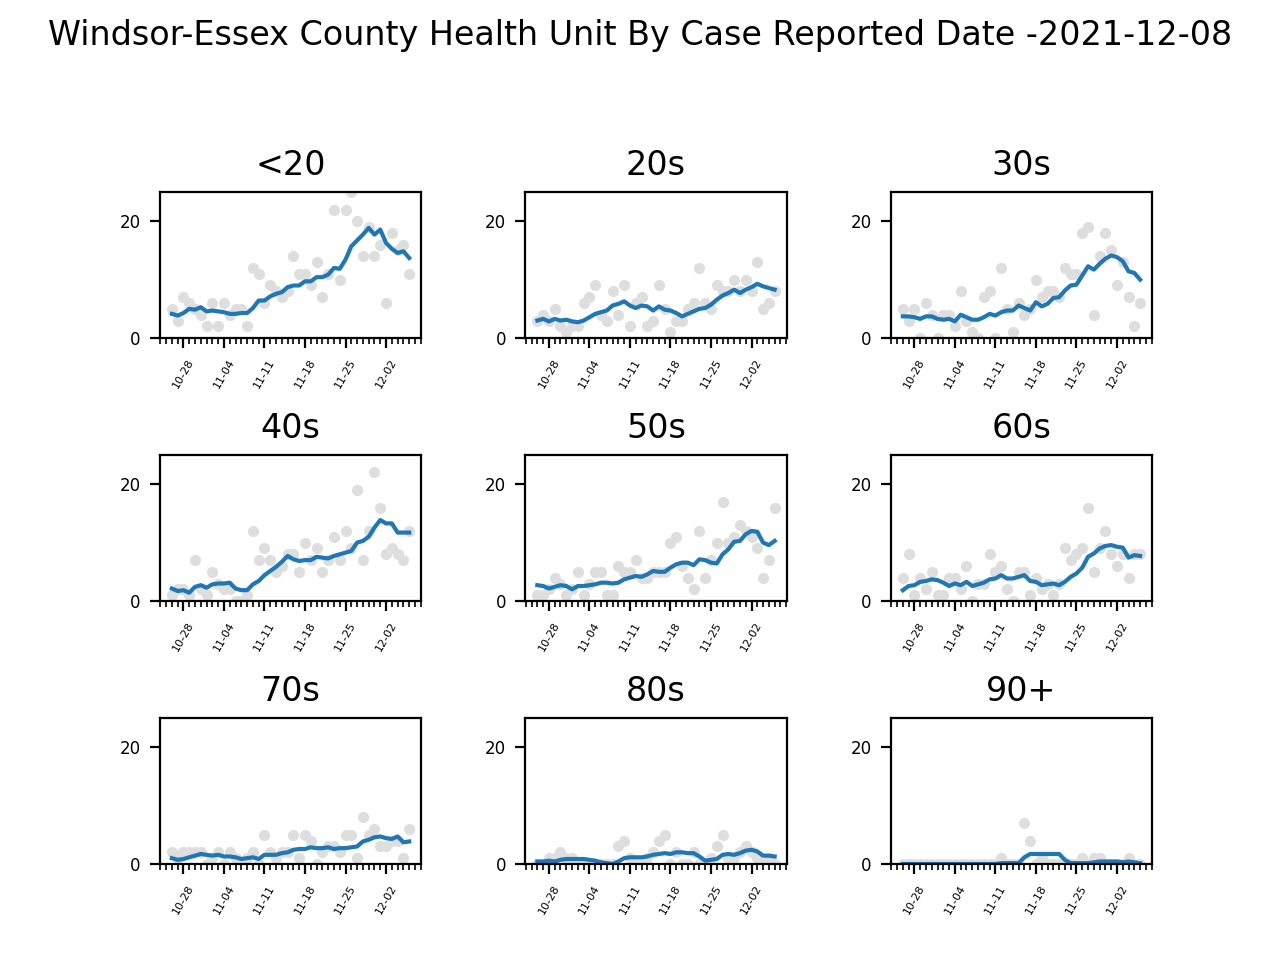 Windsor-Essex County Health Unit By Case Reported Date -2021-12-08
<20 20s 30s
20 20 20
0 0 0
10-28 11-04 11-11 11-18 11-25 12-02 10-28 11-04 11-11 11-18 11-25 12-02 10-28 11-04 11-11 11-18 11-25 12-02
40s 50s 60s
20 20 20
0 0 0
10-28 11-04 11-11 11-18 11-25 12-02 10-28 11-04 11-11 11-18 11-25 12-02 10-28 11-04 11-11 11-18 11-25 12-02
70s 80s 90+
20 20 20
0 0 0
10-28 11-04 11-11 11-18 11-25 12-02 10-28 11-04 11-11 11-18 11-25 12-02 10-28 11-04 11-11 11-18 11-25 12-02